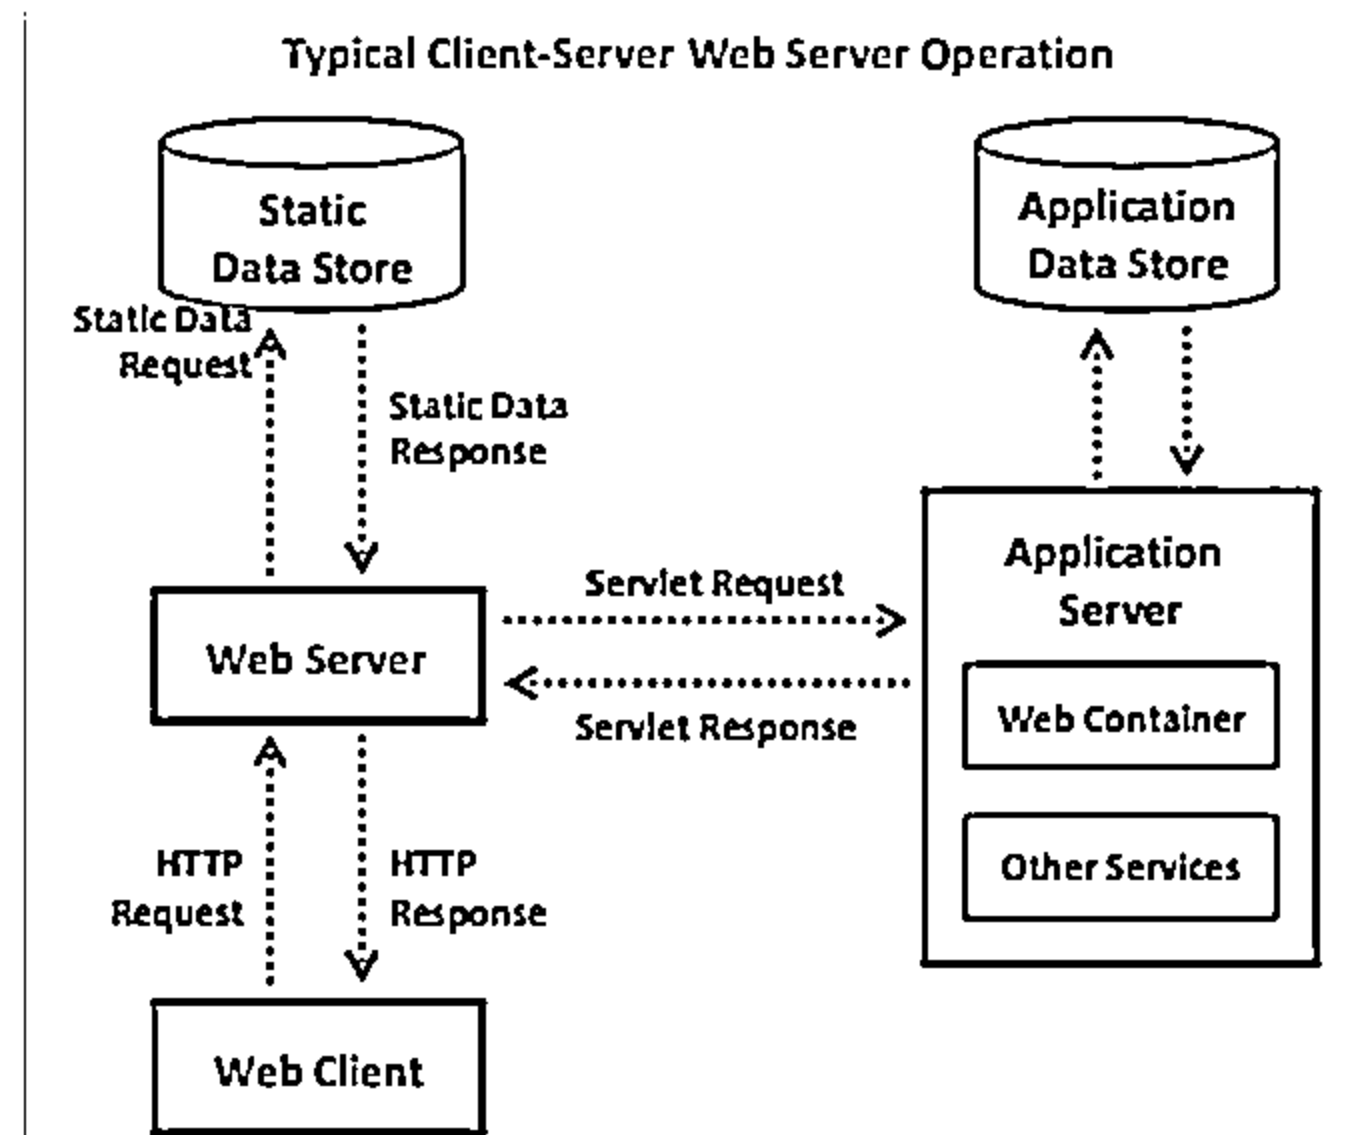 Typical Client-Server Web Server Operation
Static
Data Store
Application
Data Store
Static Data
Request
Static Data
Response
Application
Server
Servlet Request
Web Server
Servlet Response
Web Container
Other Services
HTTP
Request
HTTP
Response
Web Client